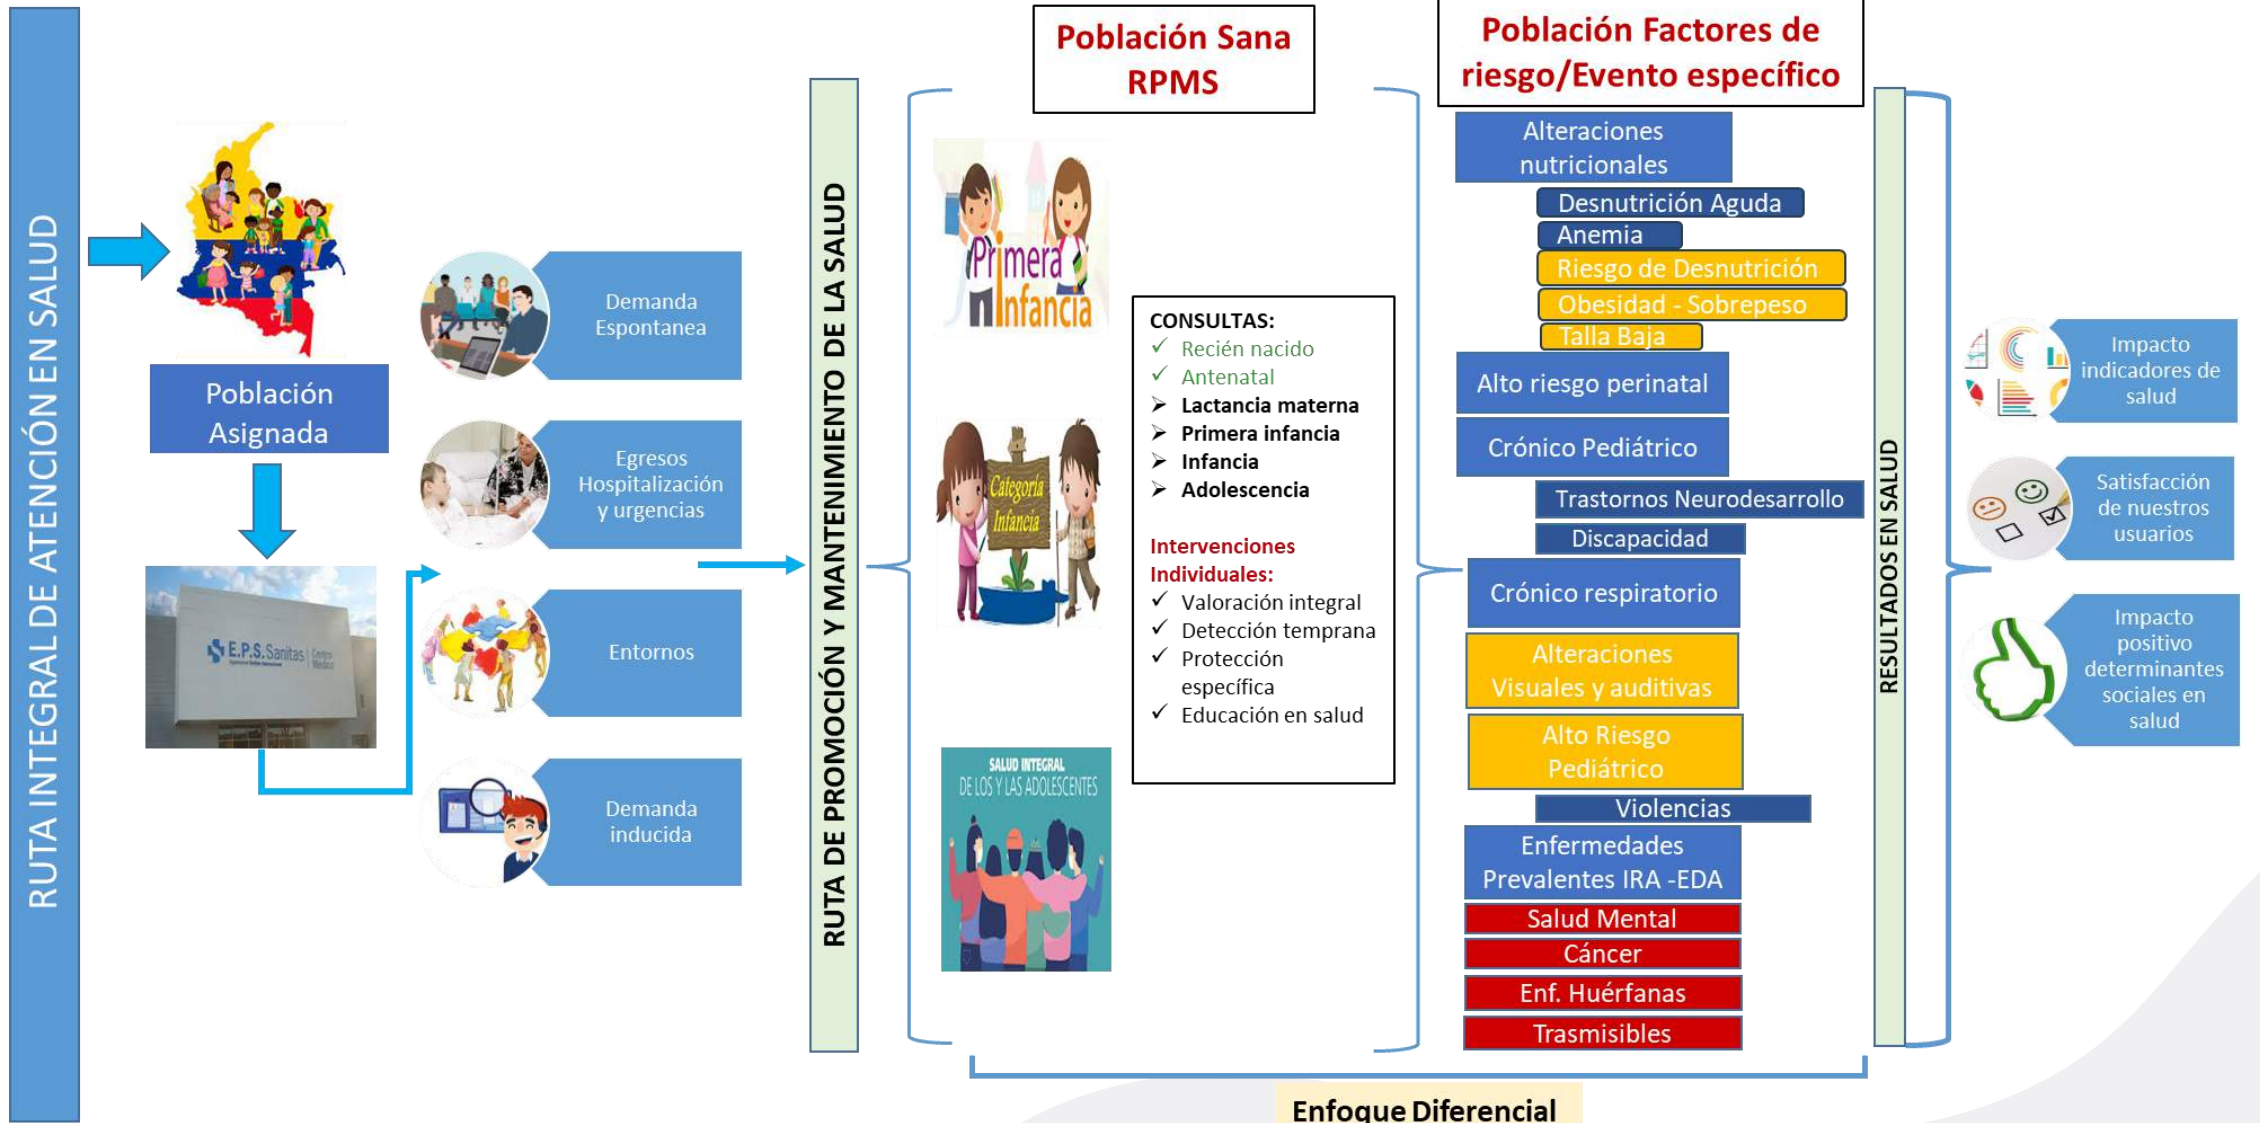 RUTA INTEGRAL DE ATENCIÓN EN SALUD
Población
Asignada
E.P.S. Sanitas
Centro
Médico
Demanda
Espontanea
Egresos
Hospitalización
y urgencias
Entornos
Demanda
inducida
RUTA DE PROMOCIÓN Y MANTENIMIENTO DE LA SALUD
Población Sana
RPMS
Primera
Infancia
Categoría
Infancia
SALUD INTEGRAL
DE LOS Y LAS ADOLESCENTES
CONSULTAS:
✓ Recién nacido
✓ Antenatal
➤ Lactancia materna
➤ Primera infancia
➤ Infancia
➤ Adolescencia
Intervenciones
Individuales:
✓ Valoración integral
✓ Detección temprana
✓ Protección
específica
✓ Educación en salud
Población Factores de
riesgo/Evento específico
Alteraciones
nutricionales
Desnutrición Aguda
Anemia
Riesgo de Desnutrición
Obesidad - Sobrepeso
Talla Baja
Alto riesgo perinatal
Crónico Pediátrico
Trastornos Neurodesarrollo
Discapacidad
Crónico respiratorio
Alteraciones
Visuales y auditivas
Alto Riesgo
Pediátrico
Violencias
Enfermedades
Prevalentes IRA -EDA
Salud Mental
Cáncer
Enf. Huérfanas
Trasmisibles
Enfoque Diferencial
RESULTADOS EN SALUD
Impacto
indicadores de
salud
Satisfacción
de nuestros
usuarios
Impacto
positivo
determinantes
sociales en
salud